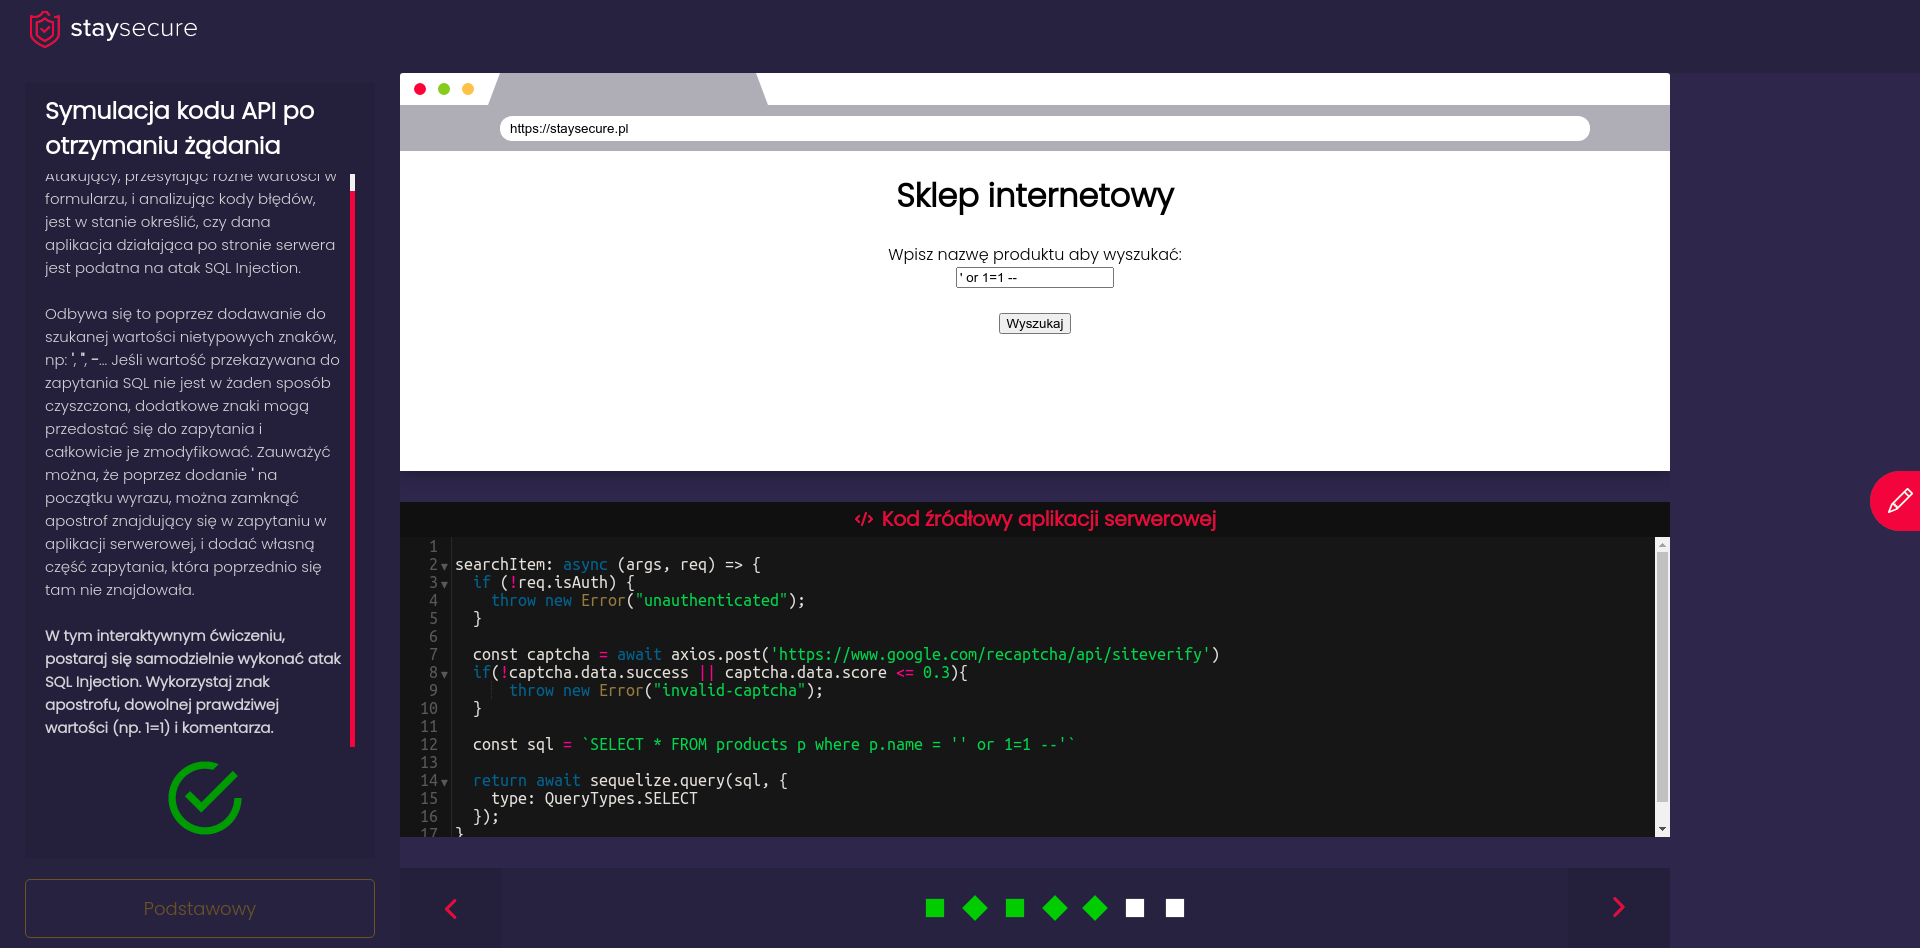 staysecure
Symulacja kodu API po
otrzymaniu żądania
Atakujący, przesyłając różne wartości w
formularzu, i analizując kody błędów,
jest w stanie określić, czy dana
aplikacja działająca po stronie serwera
jest podatna na atak SQL Injection.
Odbywa się to poprzez dodawanie do
szukanej wartości nietypowych znaków,
np: ', ", -... Jeśli wartość przekazywana do
zapytania SQL nie jest w żaden sposób
czyszczona, dodatkowe znaki mogą
przedostać się do zapytania i
całkowicie je zmodyfikować. Zauważyć
można, że poprzez dodanie ' na
początku wyrazu, można zamknąć
apostrof znajdujący się w zapytaniu w
aplikacji serwerowej, i dodać własną
część zapytania, która poprzednio się
tam nie znajdowała.
W tym interaktywnym ćwiczeniu,
postaraj się samodzielnie wykonać atak
SQL Injection. Wykorzystaj znak
apostrofu, dowolnej prawdziwej
wartości (np. 1=1) i komentarza.
Podstawowy
https://staysecure.pl
Sklep internetowy
Wpisz nazwę produktu aby wyszukać:
' or 1=1 --
Wyszukaj
</> Kod źródłowy aplikacji serwerowej
1
2 searchItem: async (args, req) => {
3 if (!req.isAuth) {
4 throw new Error("unauthenticated");
5 }
6
7 const captcha = await axios.post('https://www.google.com/recaptcha/api/siteverify')
8 if(!captcha.data.success || captcha.data.score <= 0.3){
9 throw new Error("invalid-captcha");
10 }
11
12 const sql = `SELECT * FROM products p where p.name = '' or 1=1 --'`
13
14 return await sequelize.query(sql, {
15 type: QueryTypes.SELECT
16 });
17 }